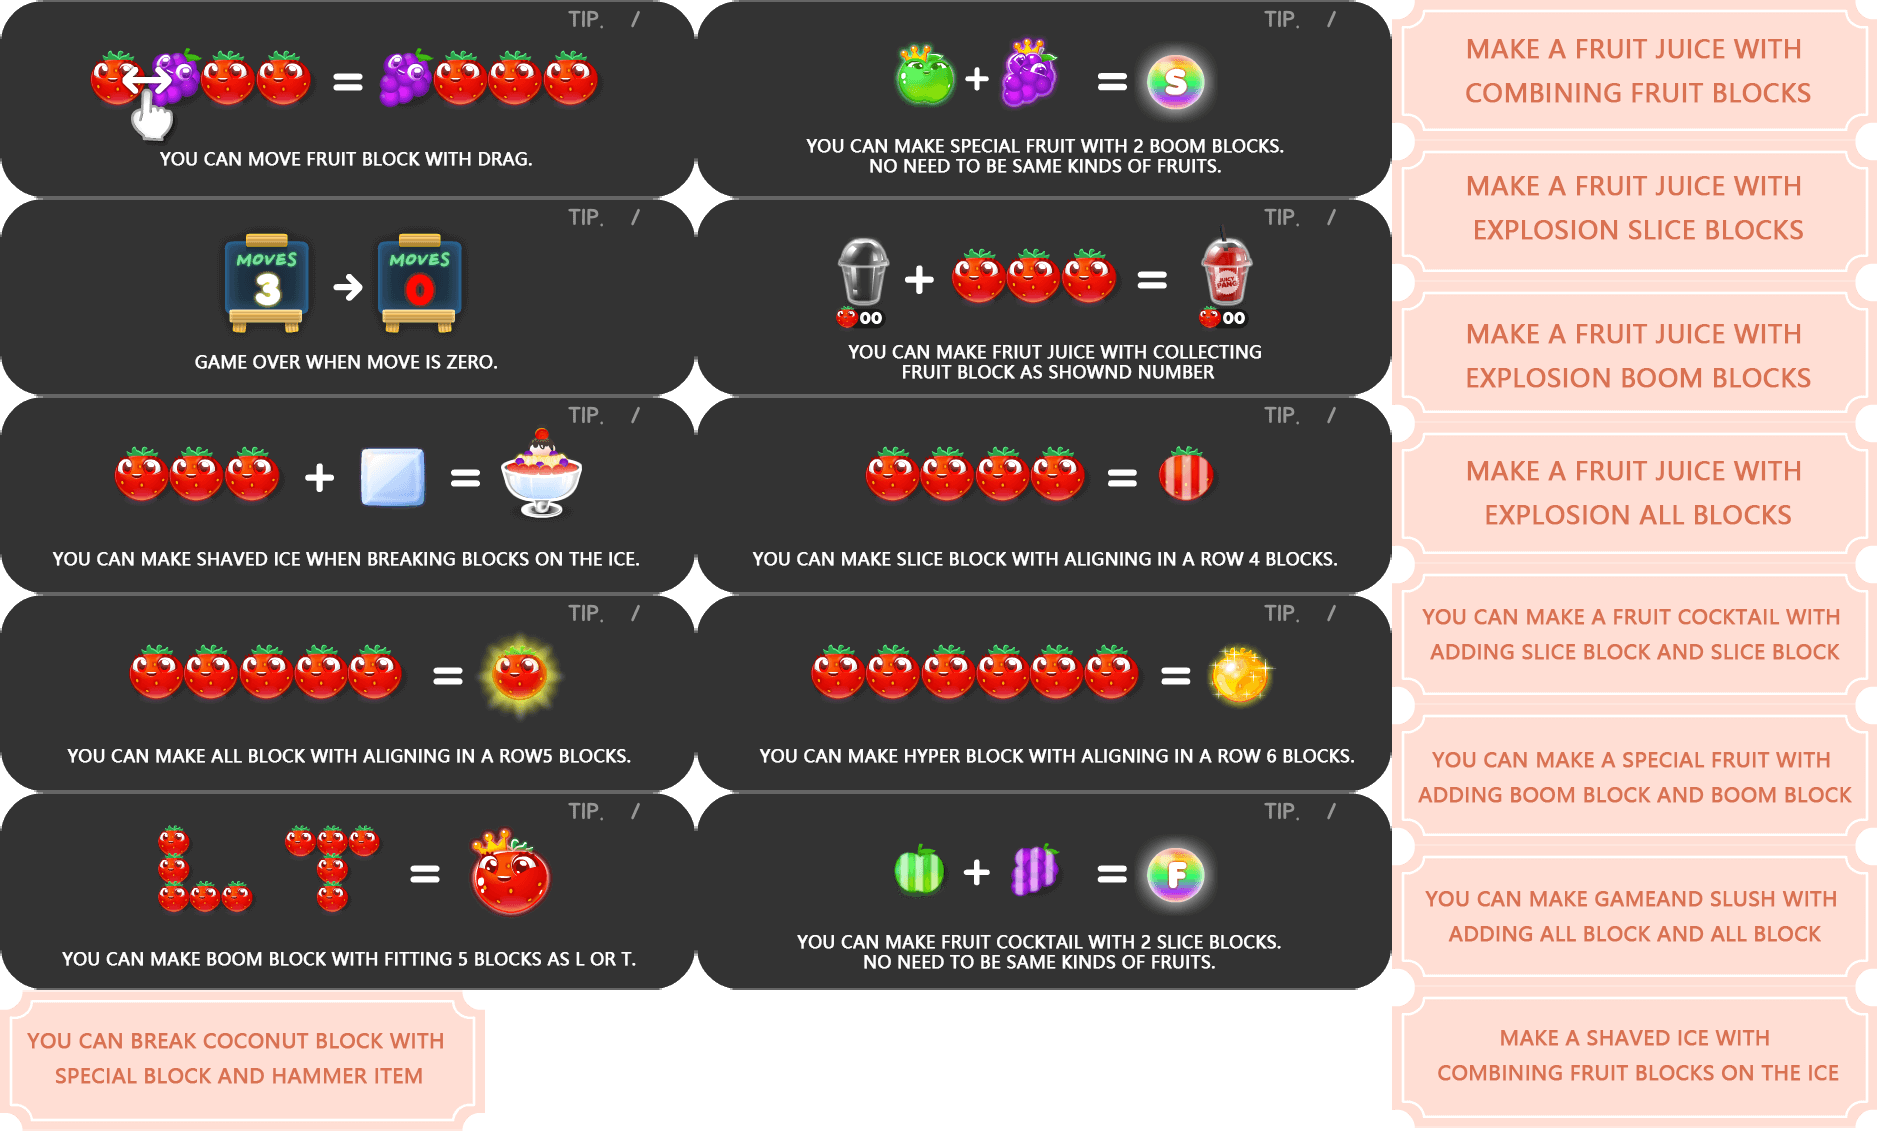 TIP. /
YOU CAN MOVE FRUIT BLOCK WITH DRAG.
TIP. /
S
YOU CAN MAKE SPECIAL FRUIT WITH 2 BOOM BLOCKS.
NO NEED TO BE SAME KINDS OF FRUITS.
TIP. /
MOVES
3
MOVES
0
GAME OVER WHEN MOVE IS ZERO.
TIP. /
00
JUICY
PANG
00
YOU CAN MAKE FRIUT JUICE WITH COLLECTING
FRUIT BLOCK AS SHOWND NUMBER
TIP. /
YOU CAN MAKE SHAVED ICE WHEN BREAKING BLOCKS ON THE ICE.
TIP. /
YOU CAN MAKE SLICE BLOCK WITH ALIGNING IN A ROW 4 BLOCKS.
TIP. /
YOU CAN MAKE ALL BLOCK WITH ALIGNING IN A ROW5 BLOCKS.
TIP. /
YOU CAN MAKE HYPER BLOCK WITH ALIGNING IN A ROW 6 BLOCKS.
TIP. /
YOU CAN MAKE BOOM BLOCK WITH FITTING 5 BLOCKS AS L OR T.
TIP. /
F
YOU CAN MAKE FRUIT COCKTAIL WITH 2 SLICE BLOCKS.
NO NEED TO BE SAME KINDS OF FRUITS.
MAKE A FRUIT JUICE WITH
COMBINING FRUIT BLOCKS
MAKE A FRUIT JUICE WITH
EXPLOSION SLICE BLOCKS
MAKE A FRUIT JUICE WITH
EXPLOSION BOOM BLOCKS
MAKE A FRUIT JUICE WITH
EXPLOSION ALL BLOCKS
YOU CAN MAKE A FRUIT COCKTAIL WITH
ADDING SLICE BLOCK AND SLICE BLOCK
YOU CAN MAKE A SPECIAL FRUIT WITH
ADDING BOOM BLOCK AND BOOM BLOCK
YOU CAN MAKE GAMEAND SLUSH WITH
ADDING ALL BLOCK AND ALL BLOCK
MAKE A SHAVED ICE WITH
COMBINING FRUIT BLOCKS ON THE ICE
YOU CAN BREAK COCONUT BLOCK WITH
SPECIAL BLOCK AND HAMMER ITEM